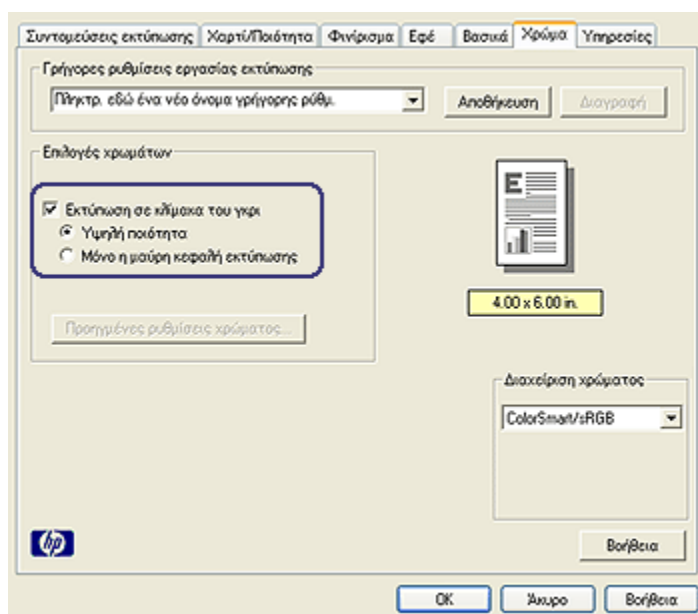 Συντομεύσεις εκτύπωσης Χαρτί/Ποιότητα Φινίρισμα Εφέ Βασικά Χρώμα Υπηρεσίες
Γρήγορες ρυθμίσεις εργασίας εκτύπωσης
Πληκτρ. εδώ ένα νέο όνομα γρήγορης ρύθμ. Αποθήκευση Διαγραφή
Επιλογές χρωμάτων
Εκτύπωση σε κλίμακα του γκρι
Υψηλή ποιότητα
Μόνο η μαύρη κεφαλή εκτύπωσης
E
4.00 x 6.00 in.
Προηγμένες ρυθμίσεις χρώματος...
Διαχείριση χρώματος
ColorSmart/sRGB
hp
Βοήθεια
OK Άκυρο Βοήθεια